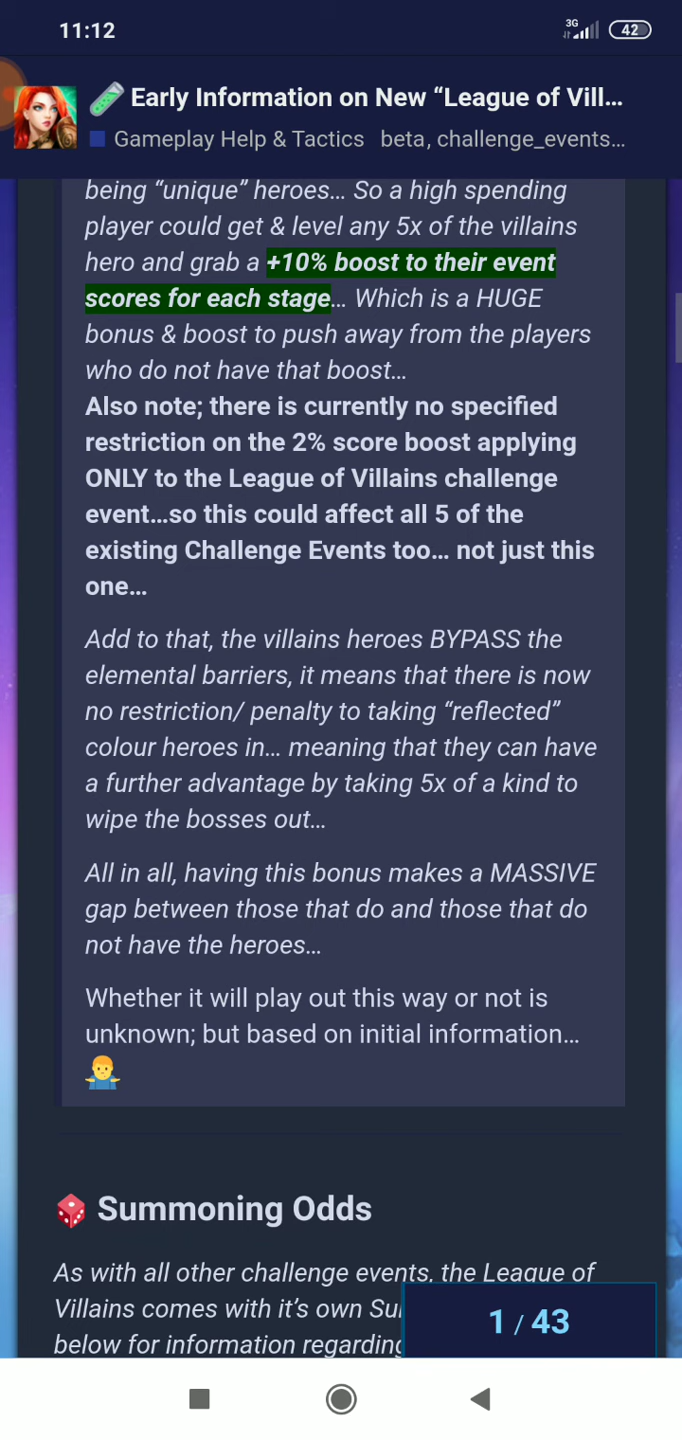 11:12
3G
42
Early Information on New “League of Vill...
Gameplay Help & Tactics beta, challenge_events...
being “unique” heroes… So a high spending
player could get & level any 5x of the villains
hero and grab a +10% boost to their event
scores for each stage… Which is a HUGE
bonus & boost to push away from the players
who do not have that boost…
Also note; there is currently no specified
restriction on the 2% score boost applying
ONLY to the League of Villains challenge
event…so this could affect all 5 of the
existing Challenge Events too… not just this
one…
Add to that, the villains heroes BYPASS the
elemental barriers, it means that there is now
no restriction/ penalty to taking “reflected”
colour heroes in… meaning that they can have
a further advantage by taking 5x of a kind to
wipe the bosses out…
All in all, having this bonus makes a MASSIVE
gap between those that do and those that do
not have the heroes…
Whether it will play out this way or not is
unknown; but based on initial information…
Summoning Odds
As with all other challenge events, the League of
Villains comes with it’s own Su
below for information regarding
1 / 43